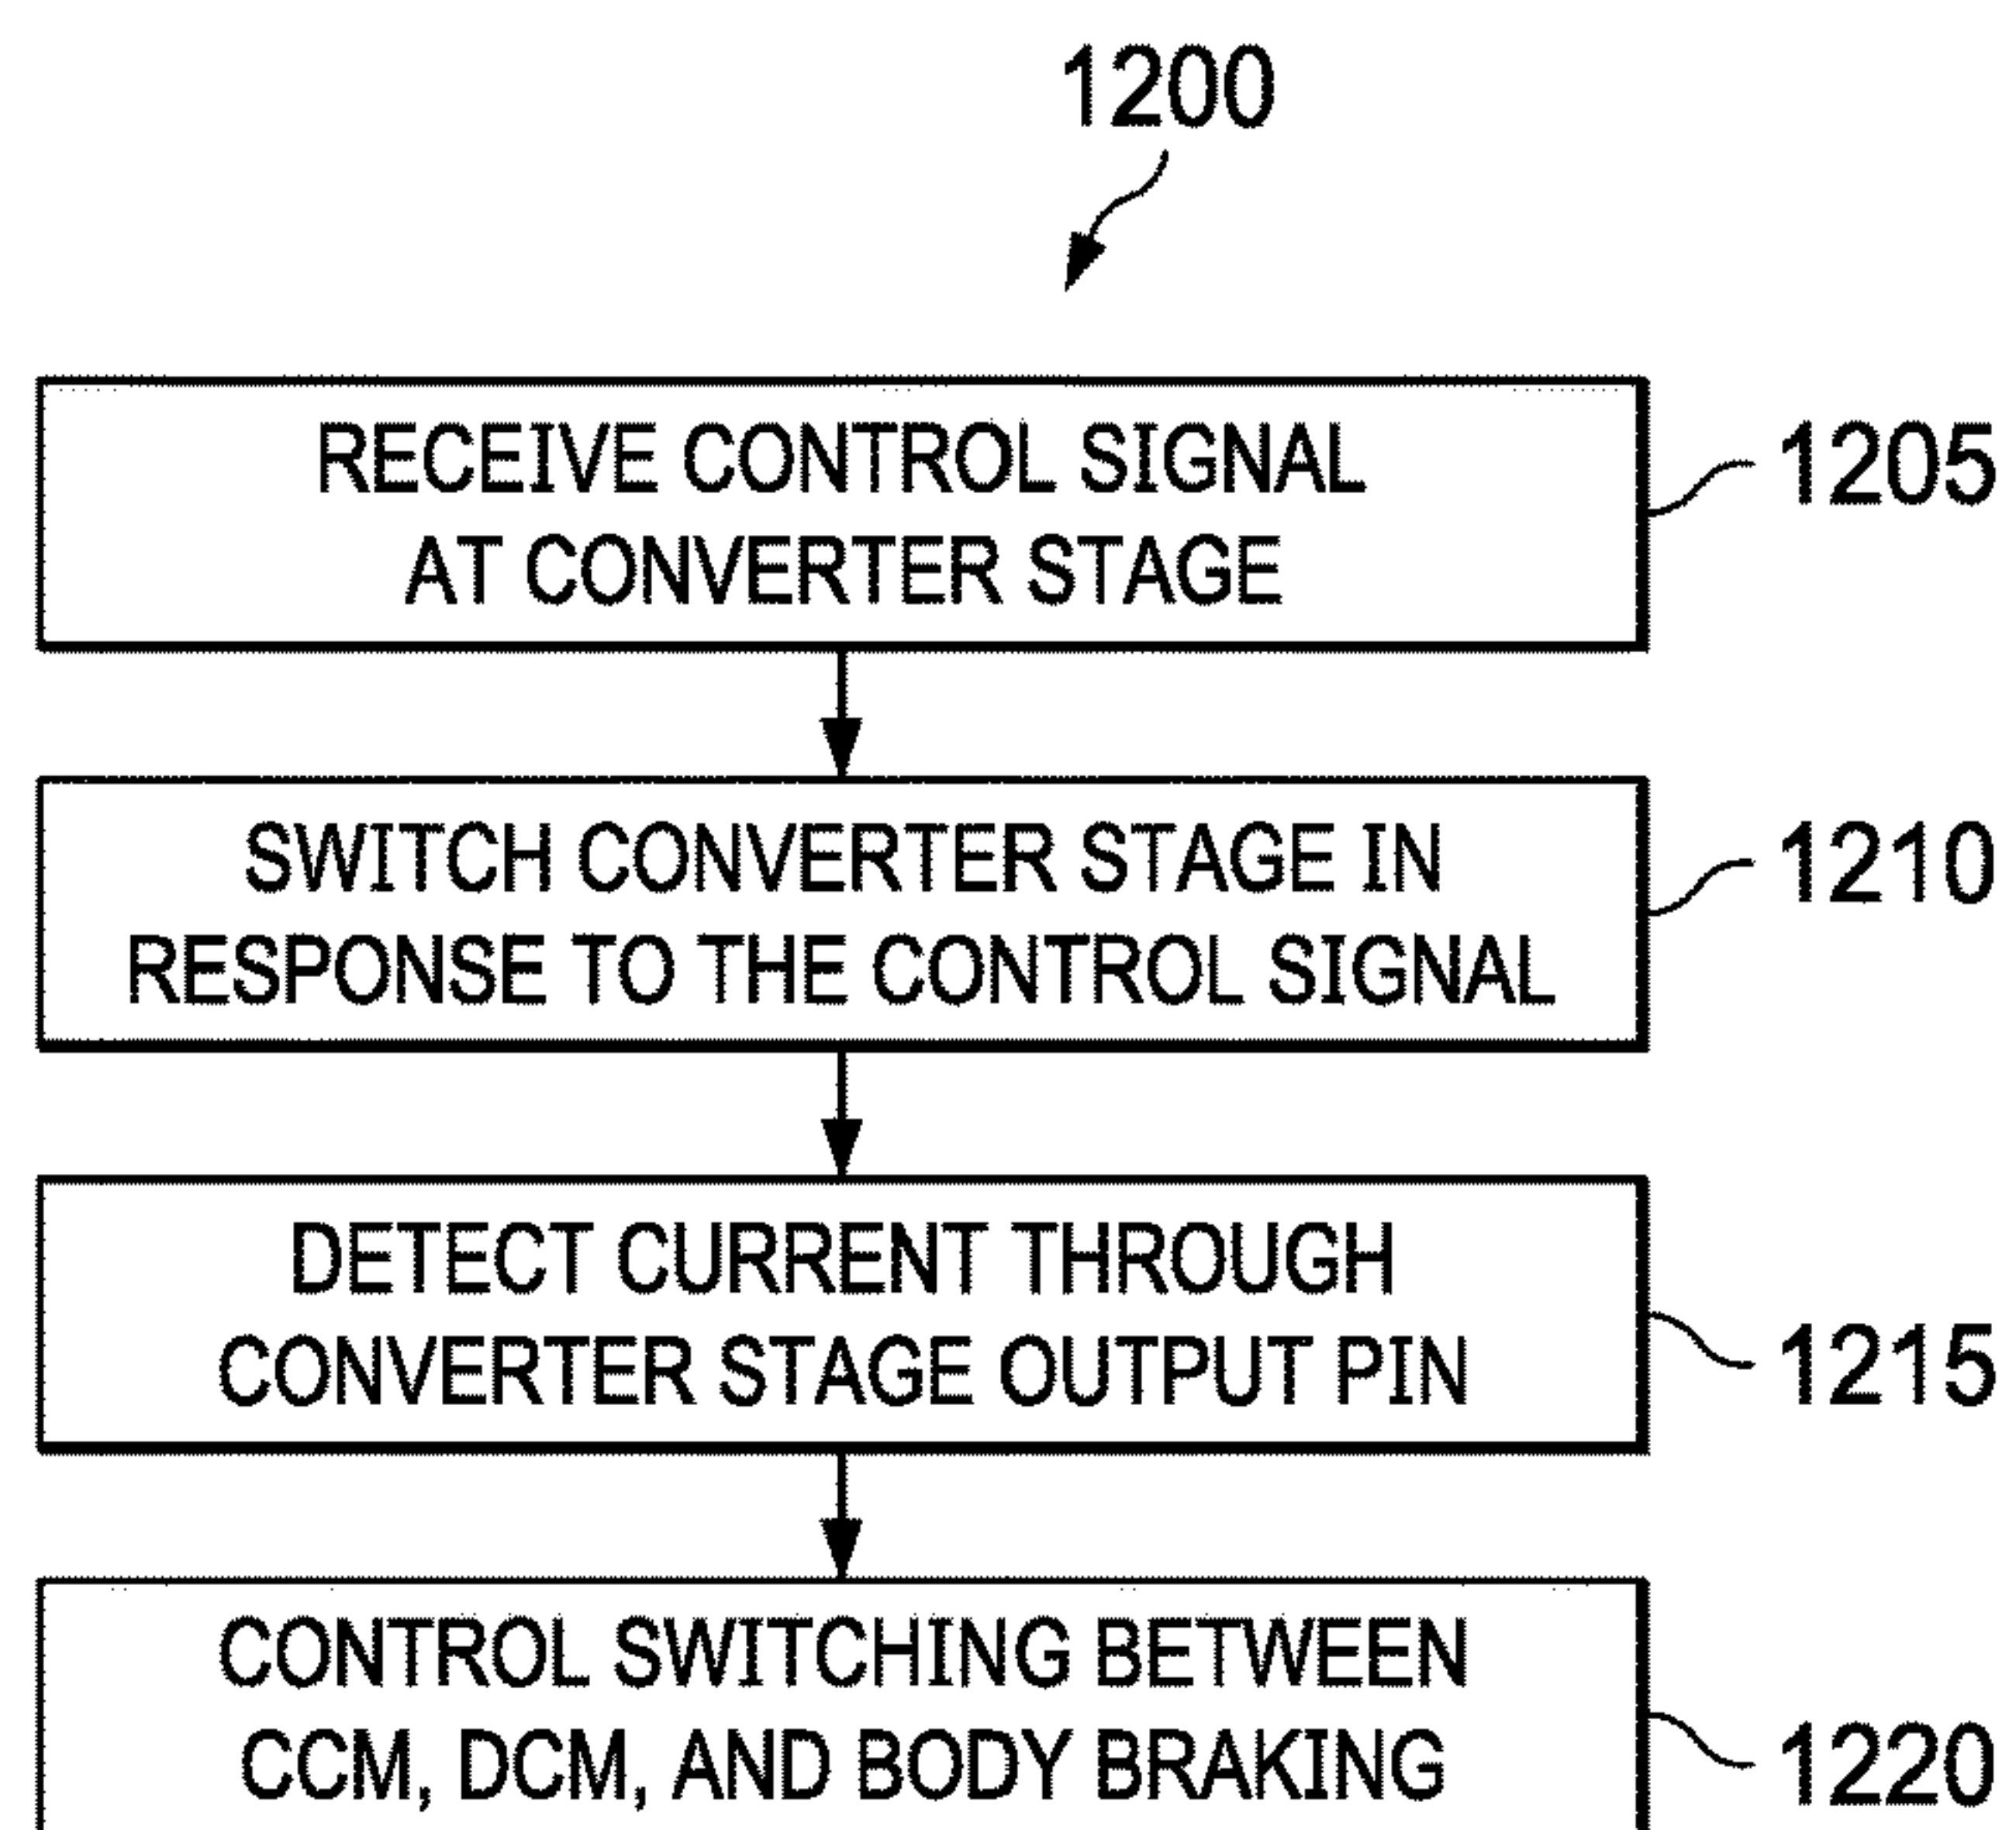 1200
RECEIVE CONTROL SIGNAL
AT CONVERTER STAGE
1205
SWITCH CONVERTER STAGE IN
RESPONSE TO THE CONTROL SIGNAL
1210
DETECT CURRENT THROUGH
CONVERTER STAGE OUTPUT PIN
1215
CONTROL SWITCHING BETWEEN
CCM, DCM, AND BODY BRAKING
1220